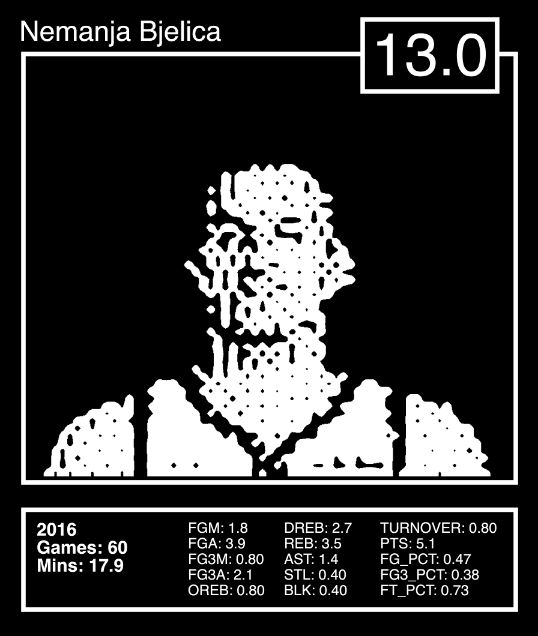 Nemanja Bjelica
13.0
2016
Games: 60
Mins: 17.9
FGM: 1.8
FGA: 3.9
FG3M: 0.80
FG3A: 2.1
OREB: 0.80
DREB: 2.7
REB: 3.5
AST: 1.4
STL: 0.40
BLK: 0.40
TURNOVER: 0.80
PTS: 5.1
FG_PCT: 0.47
FG3_PCT: 0.38
FT_PCT: 0.73